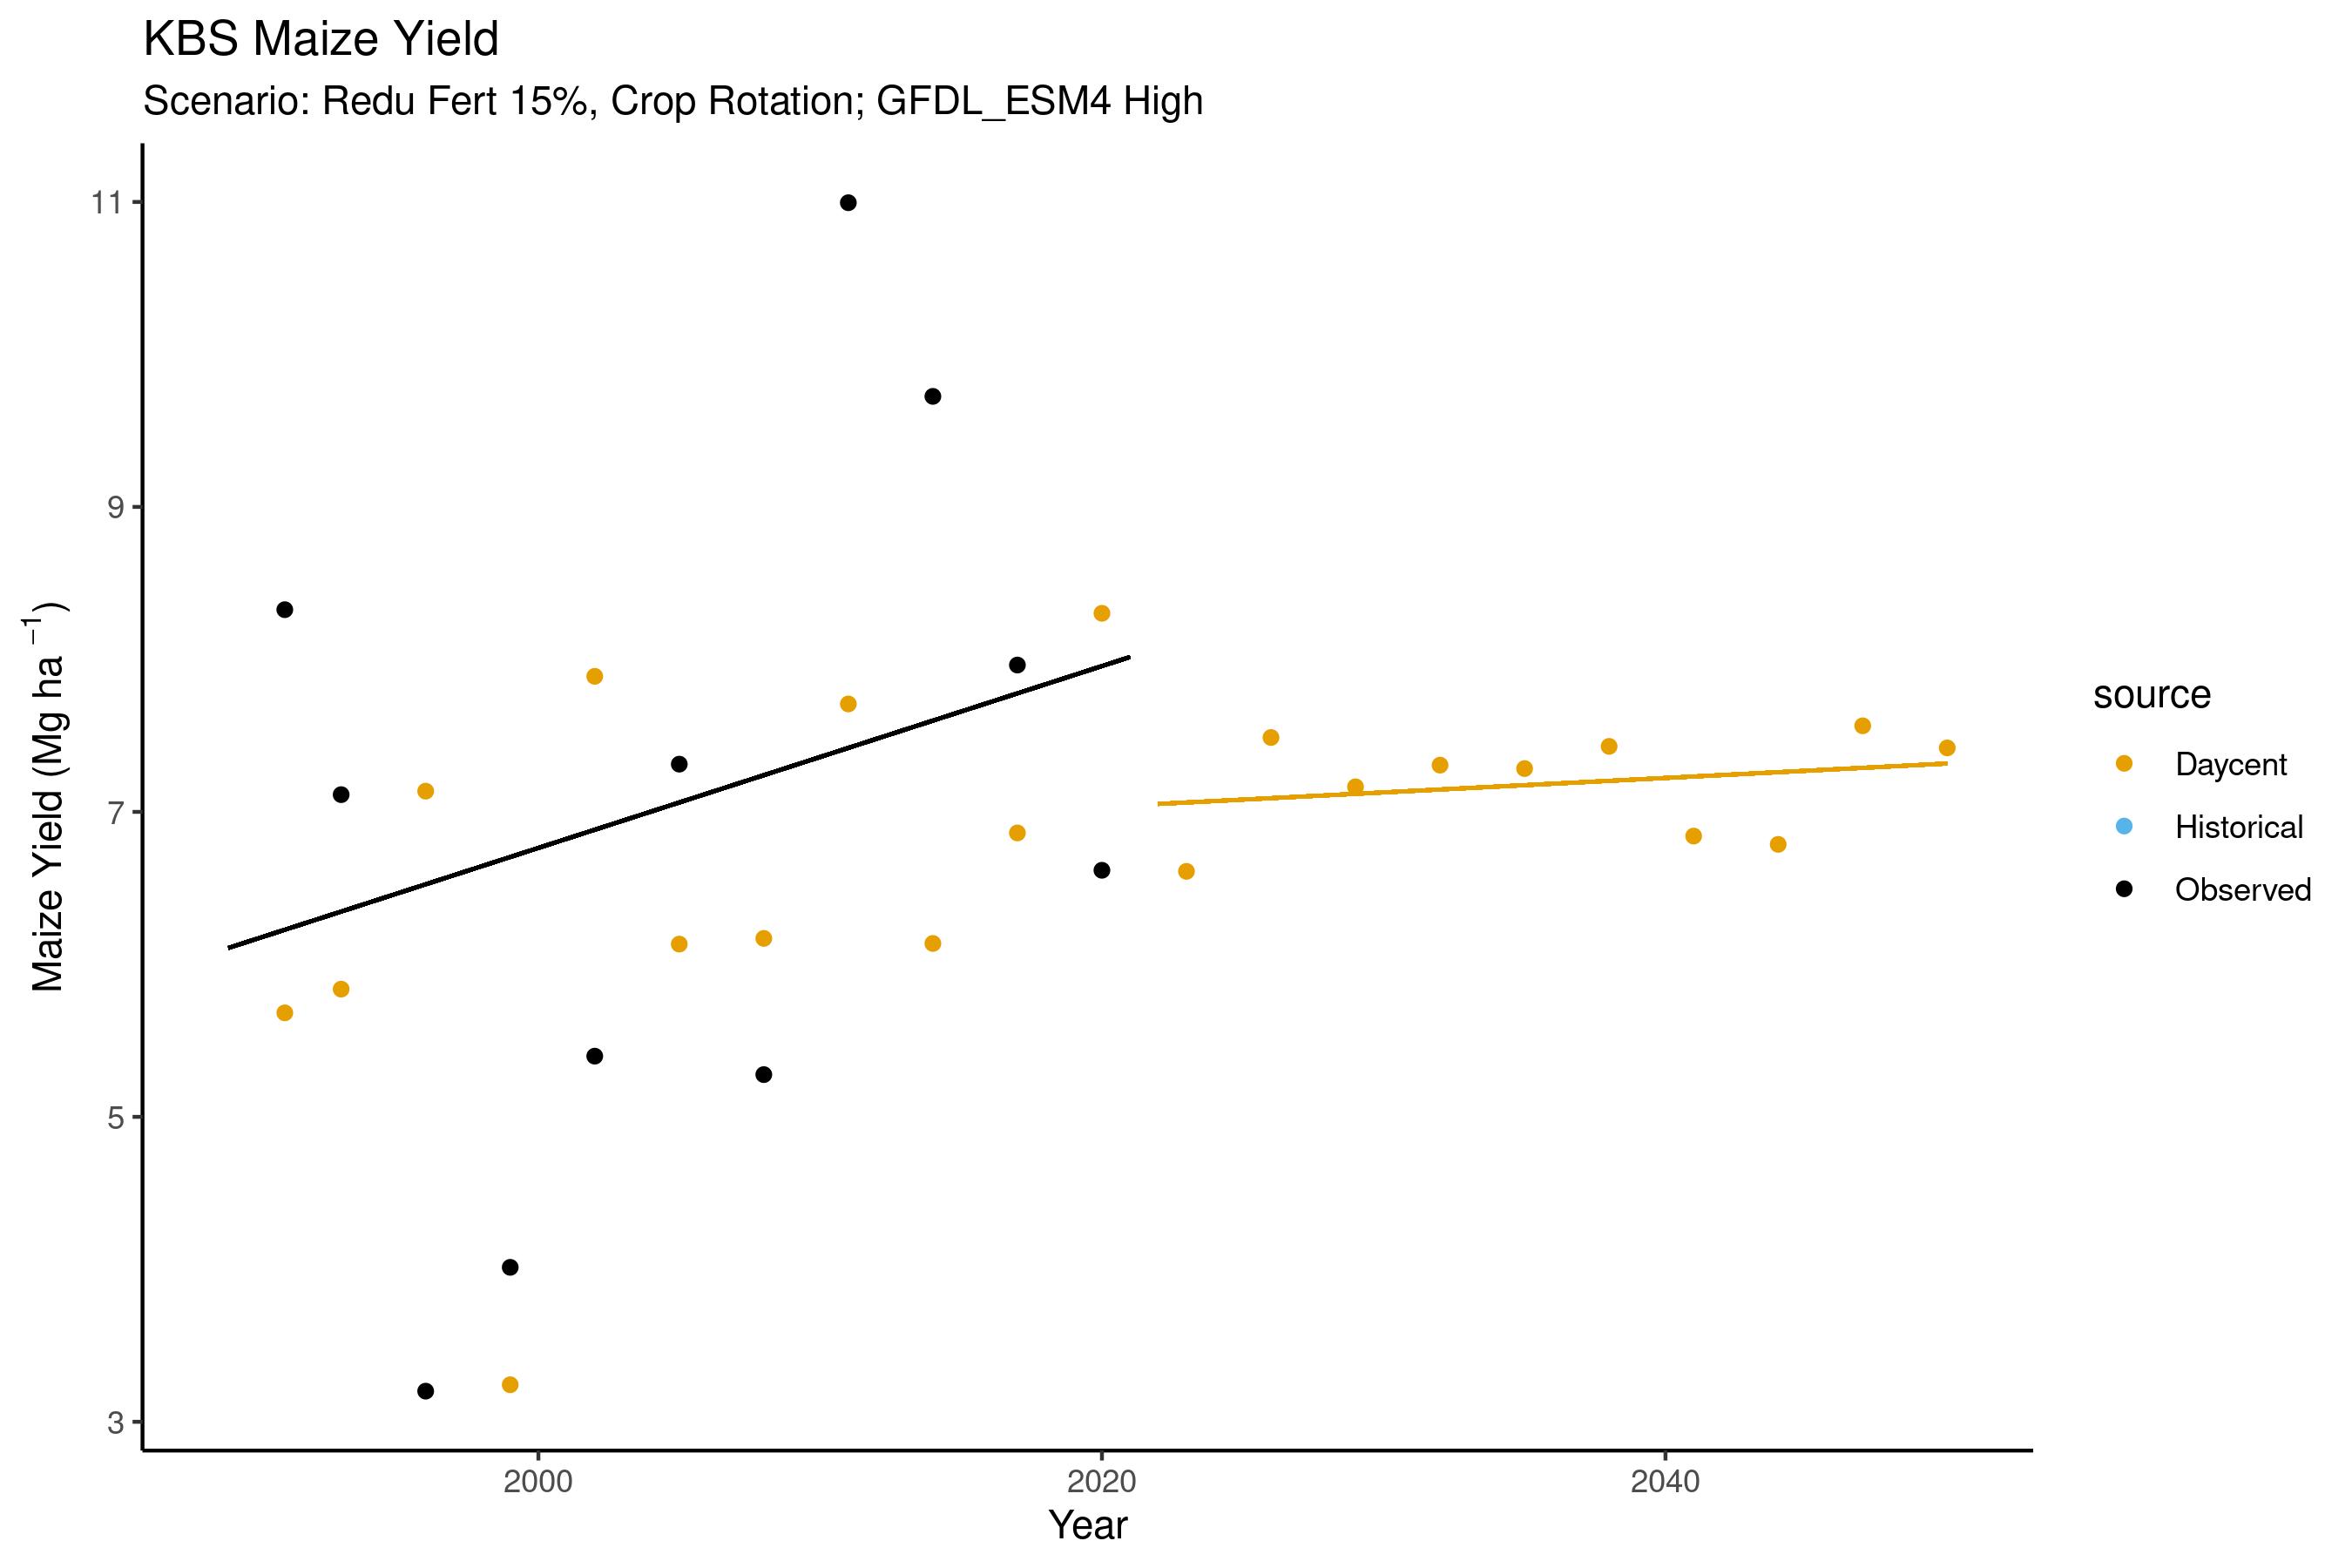 KBS Maize Yield
Scenario: Redu Fert 15%, Crop Rotation; GFDL_ESM4 High
11
9
7
5
3
Maize Yield (Mg ha⁻¹)
2000
2020
2040
Year
source
Daycent
Historical
Observed